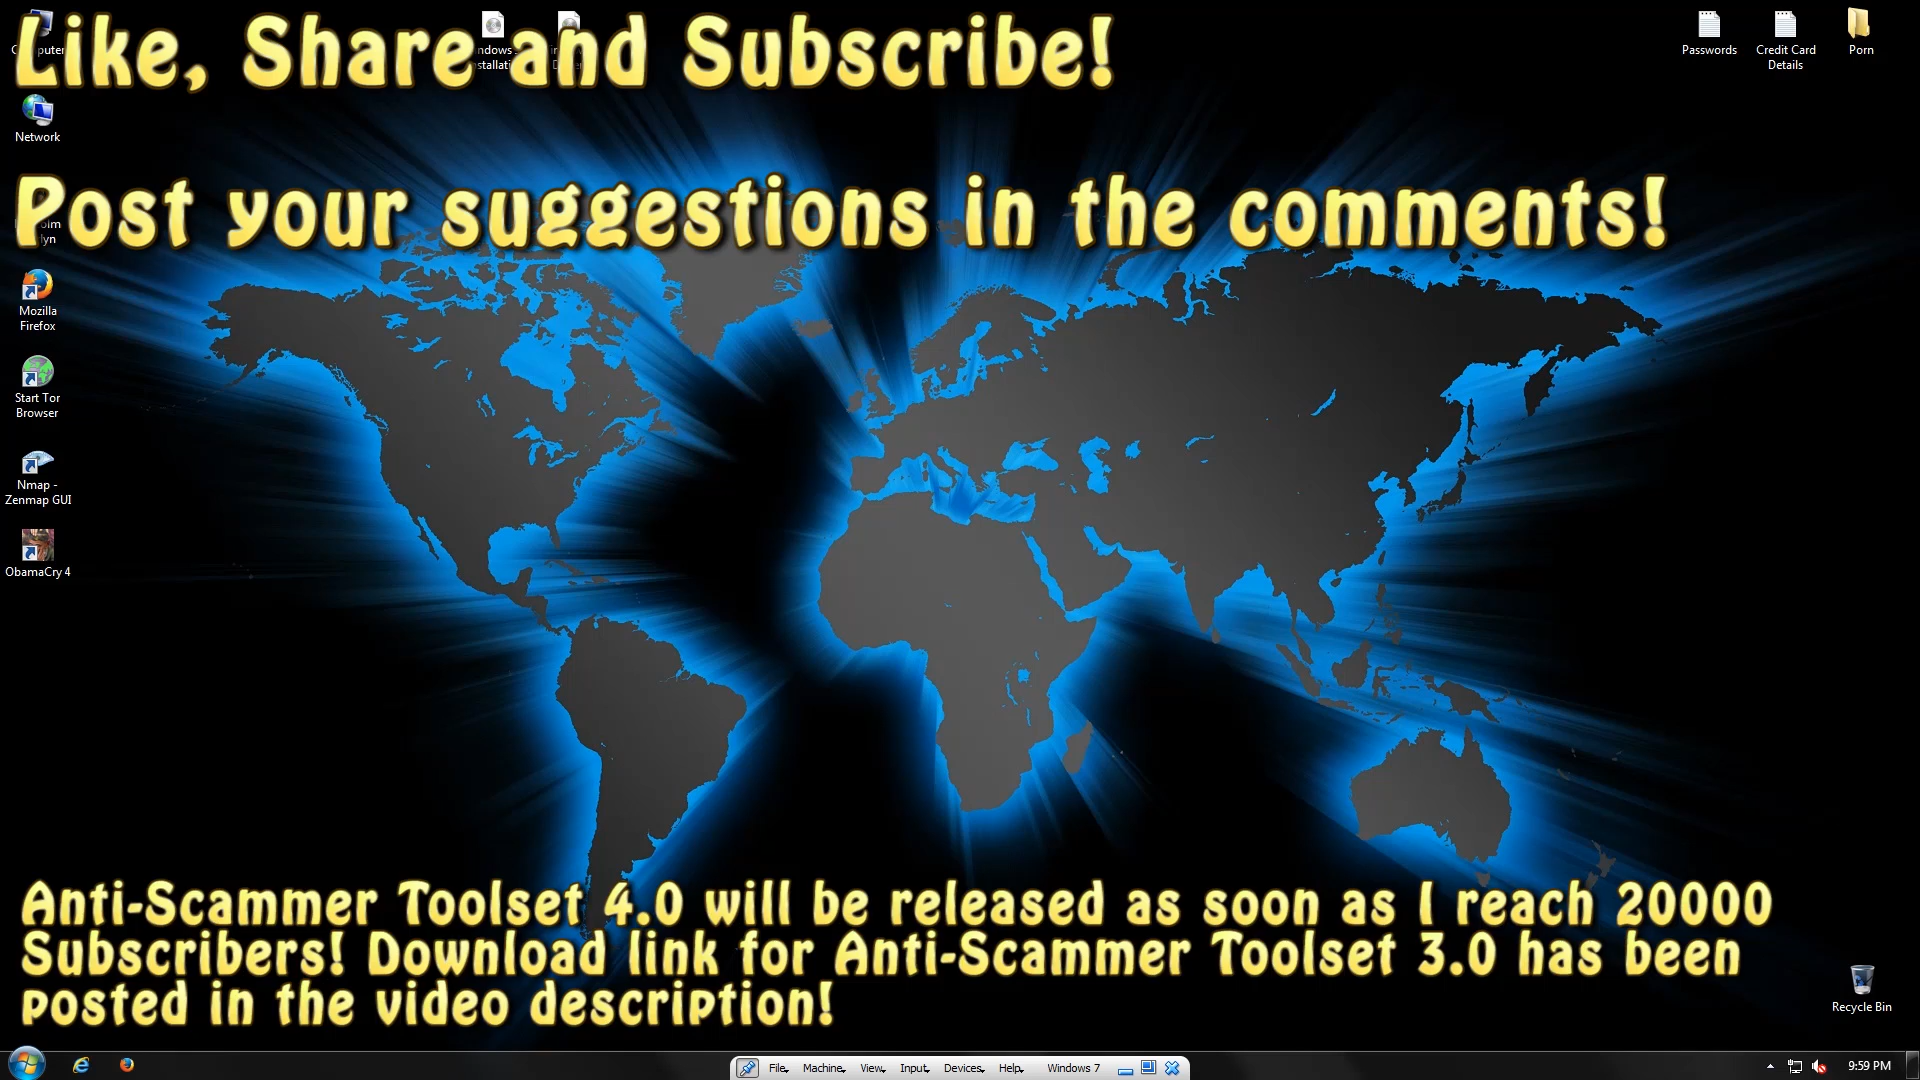 Like, Share and Subscribe!
Post your suggestions in the comments!
Network
Mozilla
Firefox
Start Tor
Browser
Nmap -
Zenmap GUI
ObamaCry 4
Passwords
Credit Card
Details
Porn
Anti-Scammer Toolset 4.0 will be released as soon as I reach 20000
Subscribers! Download link for Anti-Scammer Toolset 3.0 has been
posted in the video description!
Recycle Bin
File Machine View Input Devices Help Windows 7
9:59 PM